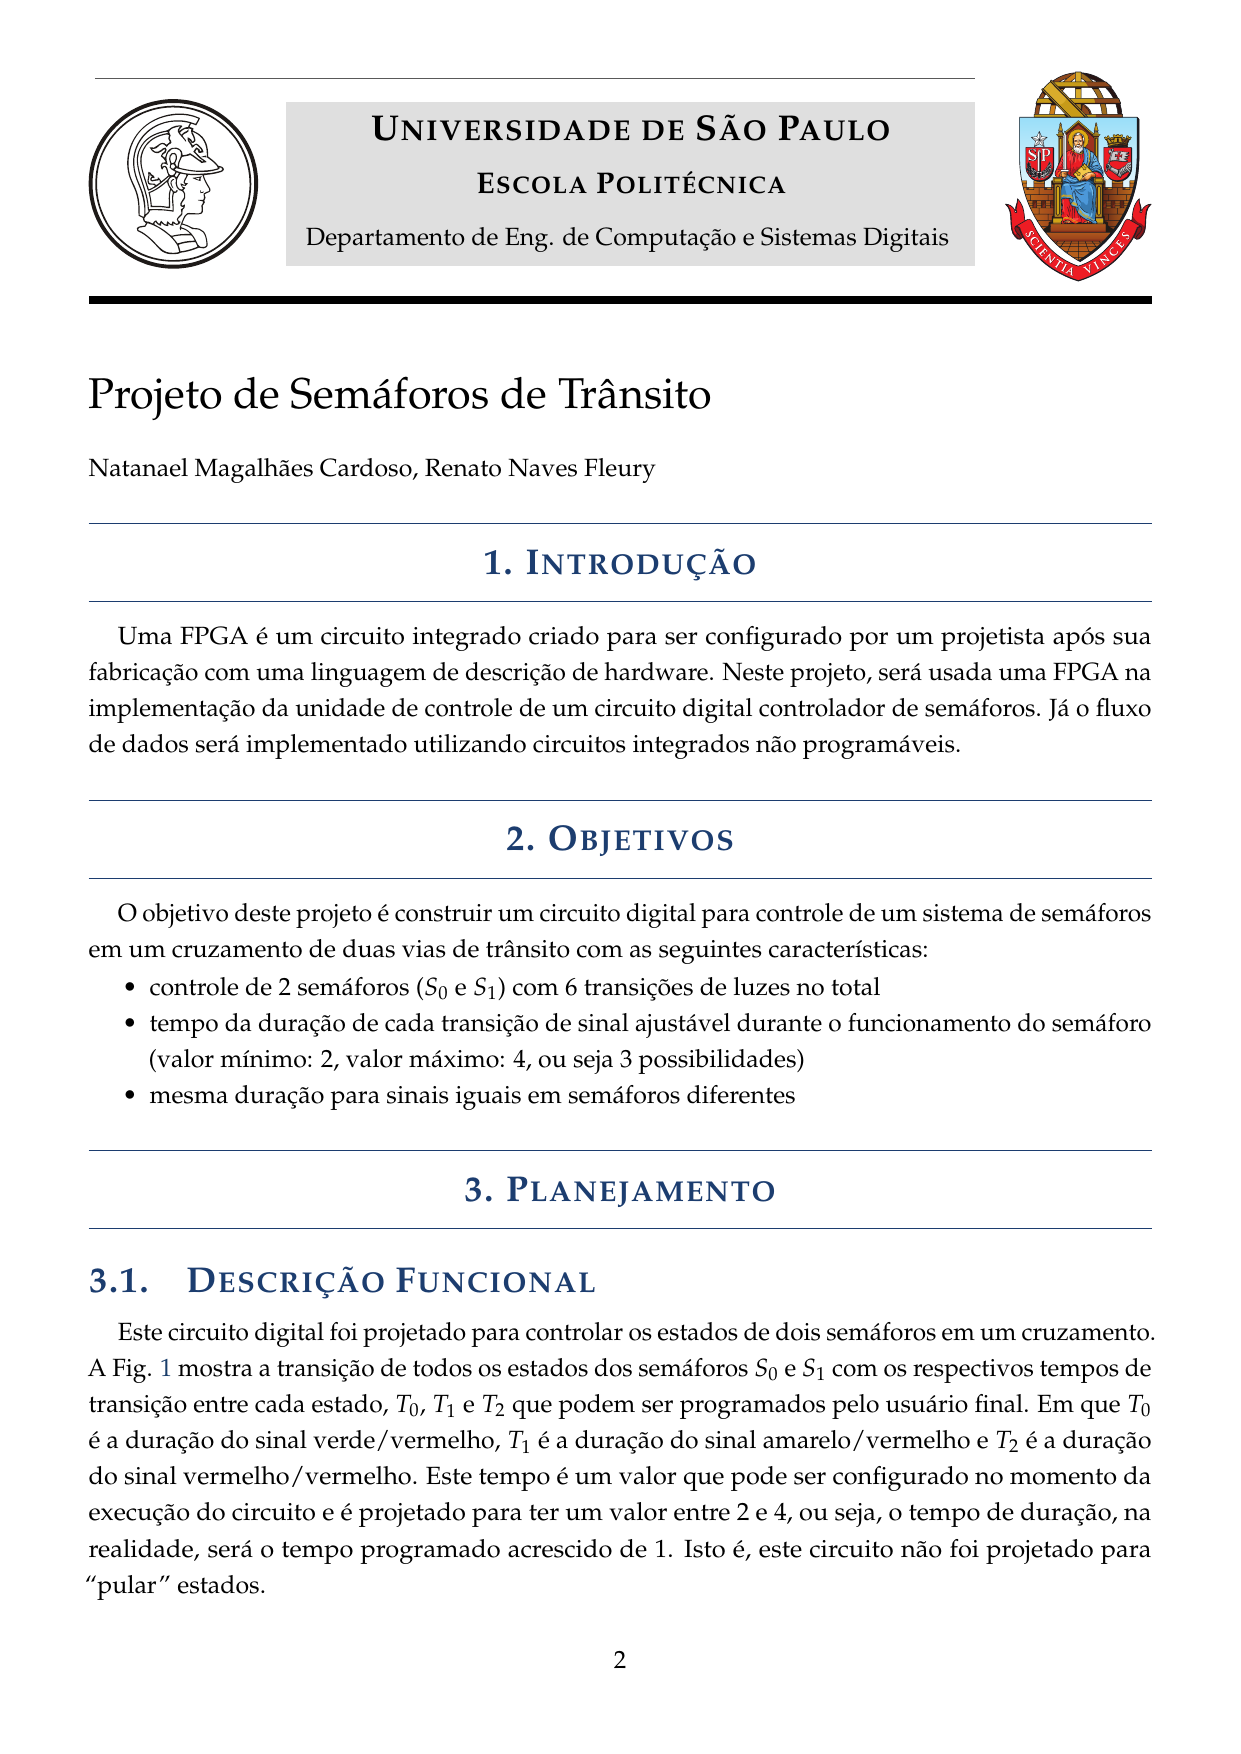 UNIVERSIDADE DE SÃO PAULO
ESCOLA POLITÉCNICA
Departamento de Eng. de Computação e Sistemas Digitais
SP
SCIENTIA VINCES
Projeto de Semáforos de Trânsito
Natanael Magalhães Cardoso, Renato Naves Fleury
1. INTRODUÇÃO
Uma FPGA é um circuito integrado criado para ser configurado por um projetista após sua
fabricação com uma linguagem de descrição de hardware. Neste projeto, será usada uma FPGA na
implementação da unidade de controle de um circuito digital controlador de semáforos. Já o fluxo
de dados será implementado utilizando circuitos integrados não programáveis.
2. OBJETIVOS
O objetivo deste projeto é construir um circuito digital para controle de um sistema de semáforos
em um cruzamento de duas vias de trânsito com as seguintes características:
• controle de 2 semáforos (S₀ e S₁) com 6 transições de luzes no total
• tempo da duração de cada transição de sinal ajustável durante o funcionamento do semáforo
(valor mínimo: 2, valor máximo: 4, ou seja 3 possibilidades)
• mesma duração para sinais iguais em semáforos diferentes
3. PLANEJAMENTO
3.1. DESCRIÇÃO FUNCIONAL
Este circuito digital foi projetado para controlar os estados de dois semáforos em um cruzamento.
A Fig. 1 mostra a transição de todos os estados dos semáforos S₀ e S₁ com os respectivos tempos de
transição entre cada estado, T₀, T₁ e T₂ que podem ser programados pelo usuário final. Em que T₀
é a duração do sinal verde/vermelho, T₁ é a duração do sinal amarelo/vermelho e T₂ é a duração
do sinal vermelho/vermelho. Este tempo é um valor que pode ser configurado no momento da
execução do circuito e é projetado para ter um valor entre 2 e 4, ou seja, o tempo de duração, na
realidade, será o tempo programado acrescido de 1. Isto é, este circuito não foi projetado para
“pular” estados.
2